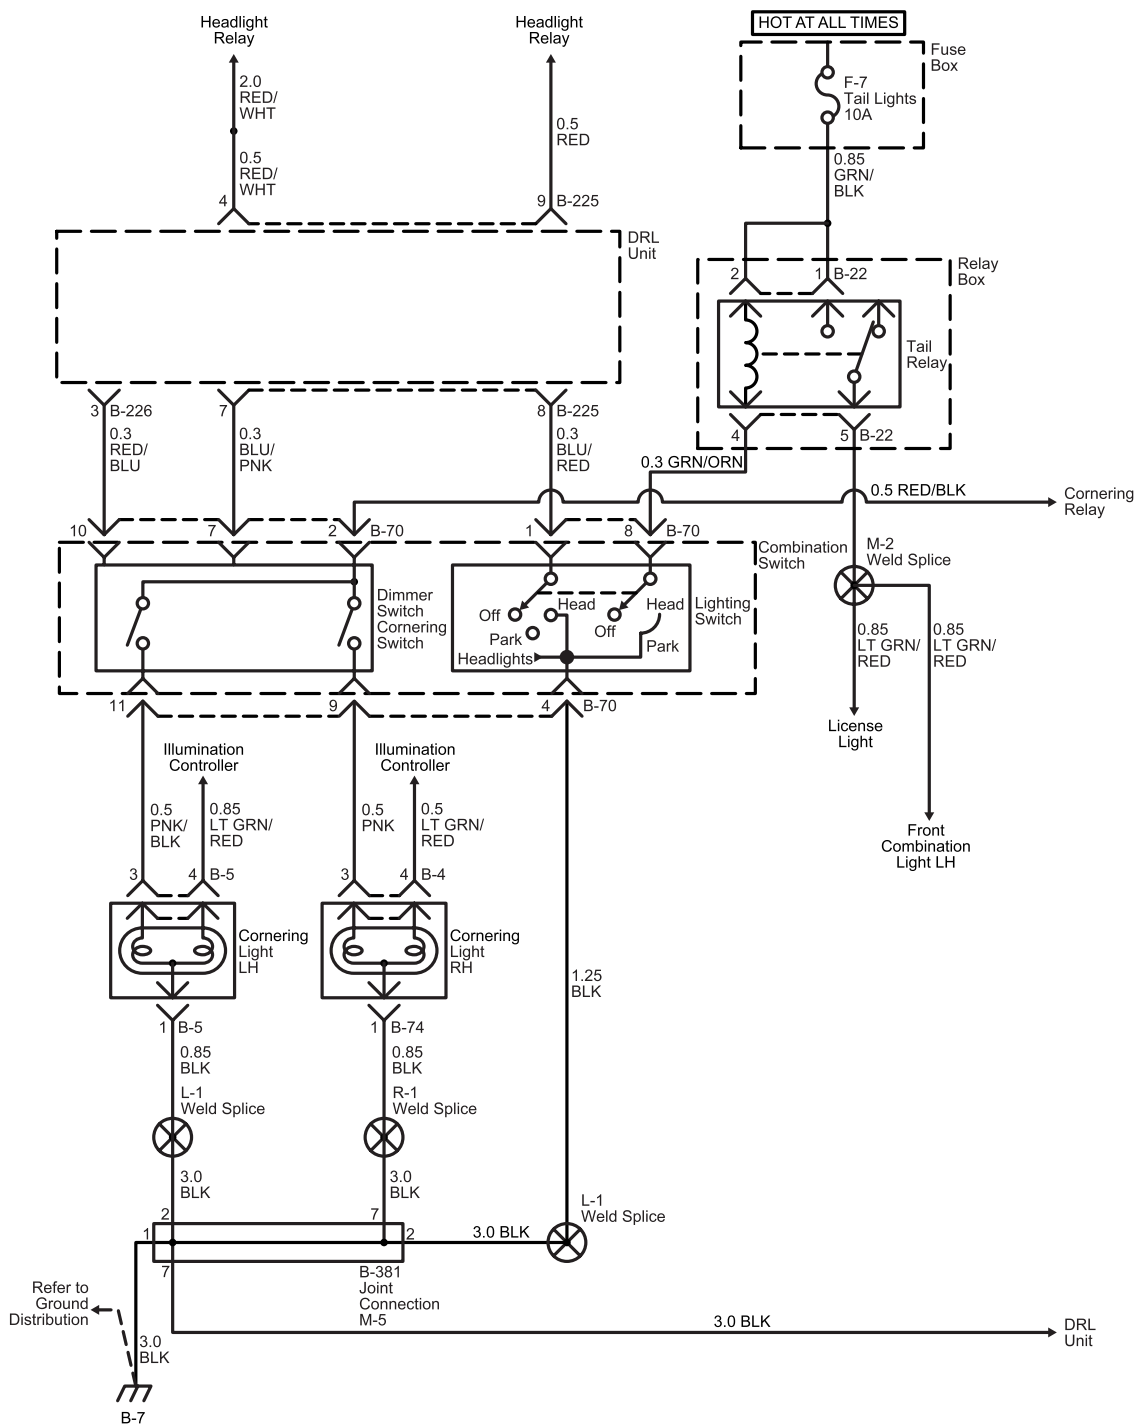 HOT AT ALL TIMES
Headlight
Relay
Headlight
Relay
Fuse
Box
F-7
Tail Lights
10A
2.0
RED/
WHT
0.5
RED
0.5
RED/
WHT
0.85
GRN/
BLK
4
9 B-225
DRL
Unit
2
1 B-22
Relay
Box
Tail
Relay
3 B-226
7
8 B-225
4
5 B-22
0.3
RED/
BLU
0.3
BLU/
PNK
0.3
BLU/
RED
0.3 GRN/ORN
0.5 RED/BLK
Cornering
Relay
10
7
2
B-70
1
8 B-70
Combination
Switch
M-2
Weld Splice
Dimmer
Switch
Cornering
Switch
Off
Head
Park
Headlights
Off
Head
Park
Lighting
Switch
0.85
LT GRN/
RED
0.85
LT GRN/
RED
11
9
4
B-70
License
Light
Front
Combination
Light LH
Illumination
Controller
Illumination
Controller
0.5
PNK/
BLK
0.85
LT GRN/
RED
0.5
PNK
0.5
LT GRN/
RED
3
4 B-5
3
4 B-4
Cornering
Light
LH
Cornering
Light
RH
1.25
BLK
1 B-5
1 B-74
0.85
BLK
0.85
BLK
L-1
Weld Splice
R-1
Weld Splice
3.0
BLK
3.0
BLK
L-1
Weld Splice
2
7
1
2
3.0 BLK
7
B-381
Joint
Connection
M-5
Refer to
Ground
Distribution
3.0
BLK
3.0 BLK
DRL
Unit
B-7